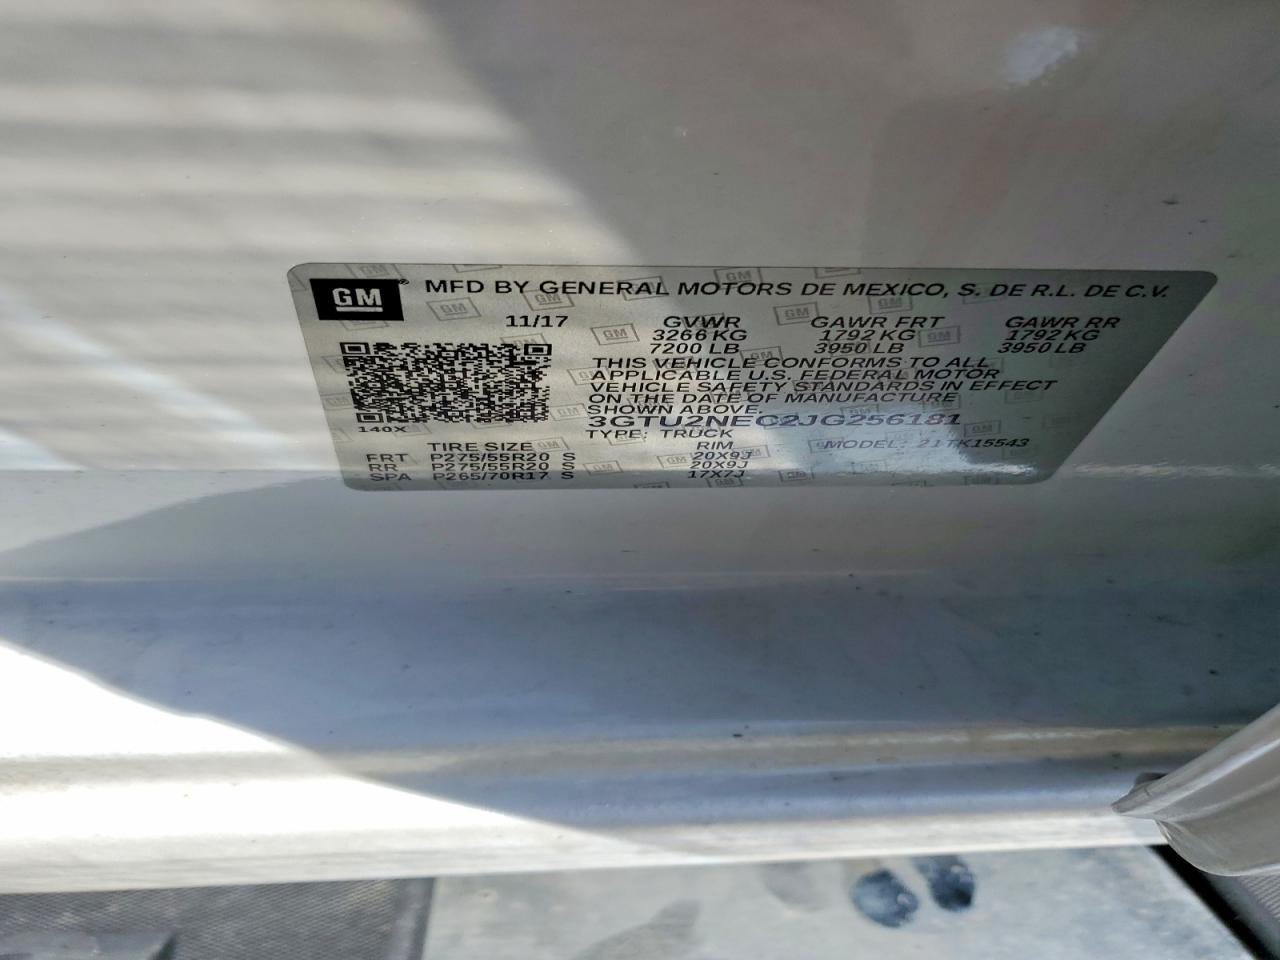 GM® MFD BY GENERAL MOTORS DE MEXICO, S. DE R.L. DE C.V.
11/17 GVWR GAWR FRT GAWR RR
3266 KG 1792 KG 1792 KG
7200 LB 3950 LB 3950 LB
THIS VEHICLE CONFORMS TO ALL
APPLICABLE U.S. FEDERAL MOTOR
VEHICLE SAFETY STANDARDS IN EFFECT
ON THE DATE OF MANUFACTURE
SHOWN ABOVE.
3GTU2NEC2JG256181
140X
TYPE: TRUCK
TIRE SIZE RIM MODEL: 21TK15543
FRT P275/55R20 S 20X9J
RR P275/55R20 S 20X9J
SPA P265/70R17 S 17X7J